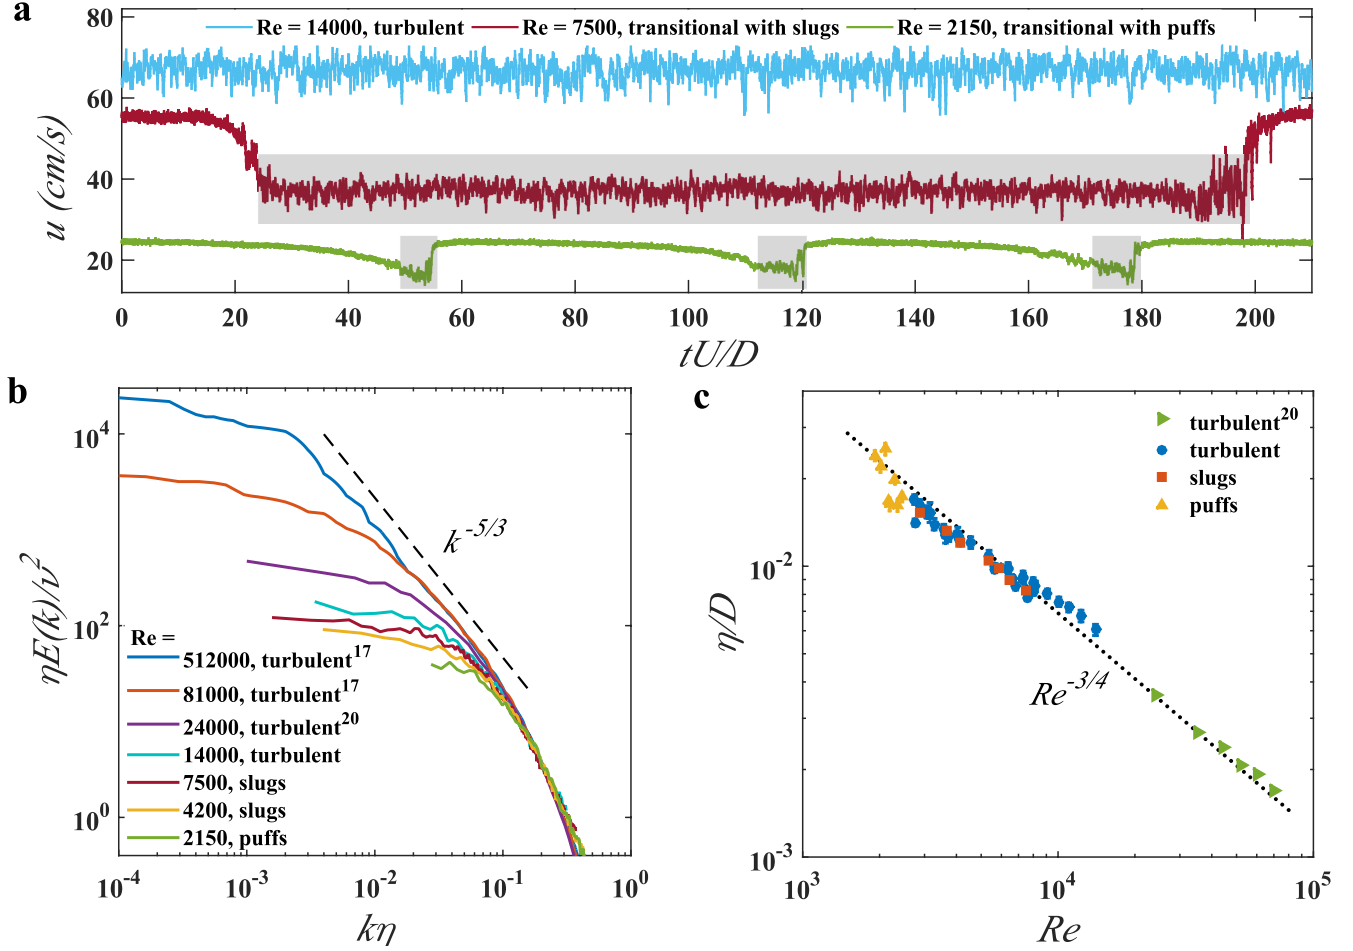 a
Re = 14000, turbulent Re = 7500, transitional with slugs Re = 2150, transitional with puffs
80
60
40
20
u (cm/s)
0 20 40 60 80 100 120 140 160 180 200
tU/D
b
10^4
10^2
10^0
ηE(k)/ν^2
k^-5/3
Re =
512000, turbulent^17
81000, turbulent^17
24000, turbulent^20
14000, turbulent
7500, slugs
4200, slugs
2150, puffs
10^-4 10^-3 10^-2 10^-1 10^0
kη
c
turbulent^20
turbulent
slugs
puffs
10^-2
10^-3
η/D
Re^-3/4
10^3 10^4 10^5
Re